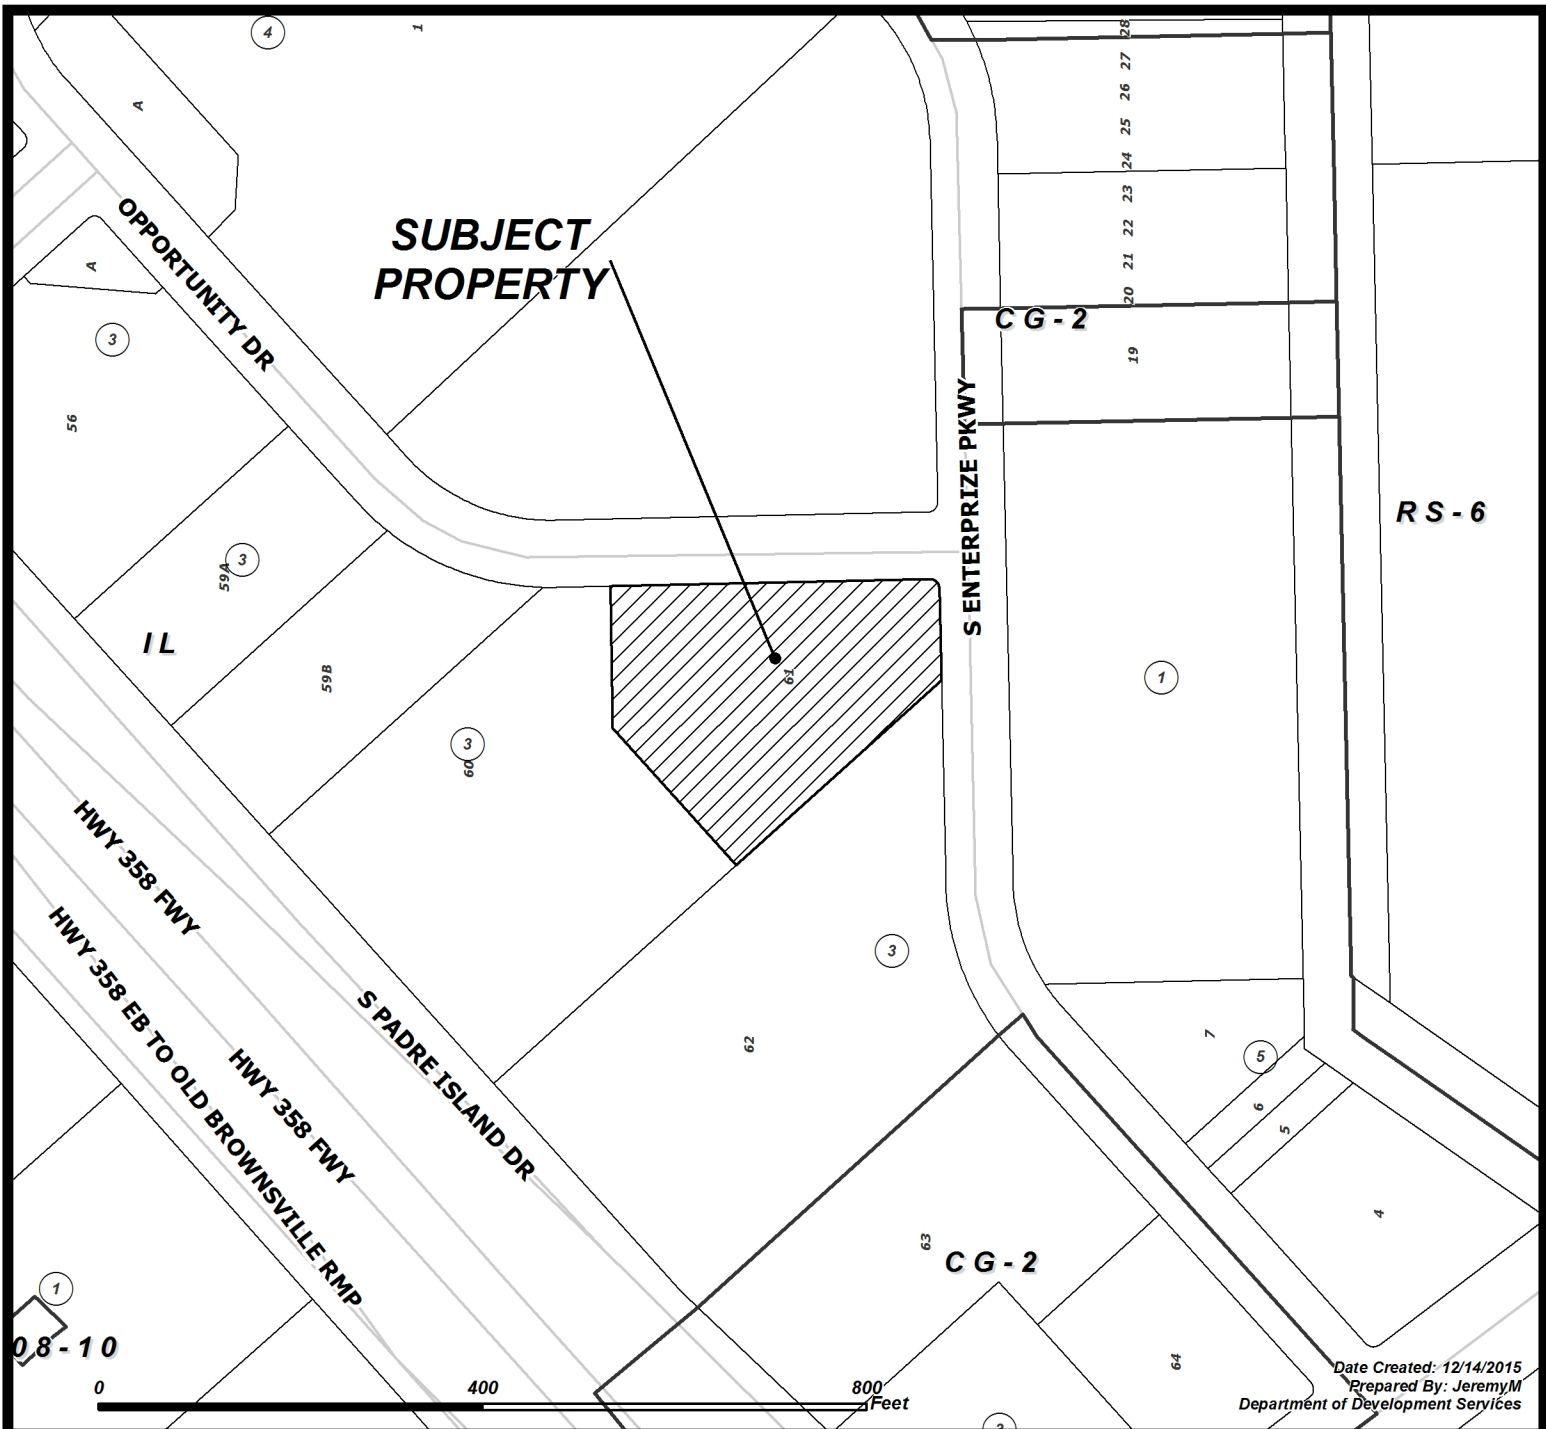 4
1
28
27
26
25
24
23
22
21
20
19
A
A
OPPORTUNITY DR
SUBJECT
PROPERTY
CG-2
3
56
S ENTERPRIZE PKWY
RS-6
3
59A
IL
59B
61
1
3
60
HWY 358 FWY
HWY 358 EB TO OLD BROWNSVILLE RMP
HWY 358 FWY
S PADRE ISLAND DR
3
62
7
5
6
5
4
63
CG-2
64
1
08-10
0 400 800
Feet
Date Created: 12/14/2015
Prepared By: JeremyM
Department of Development Services